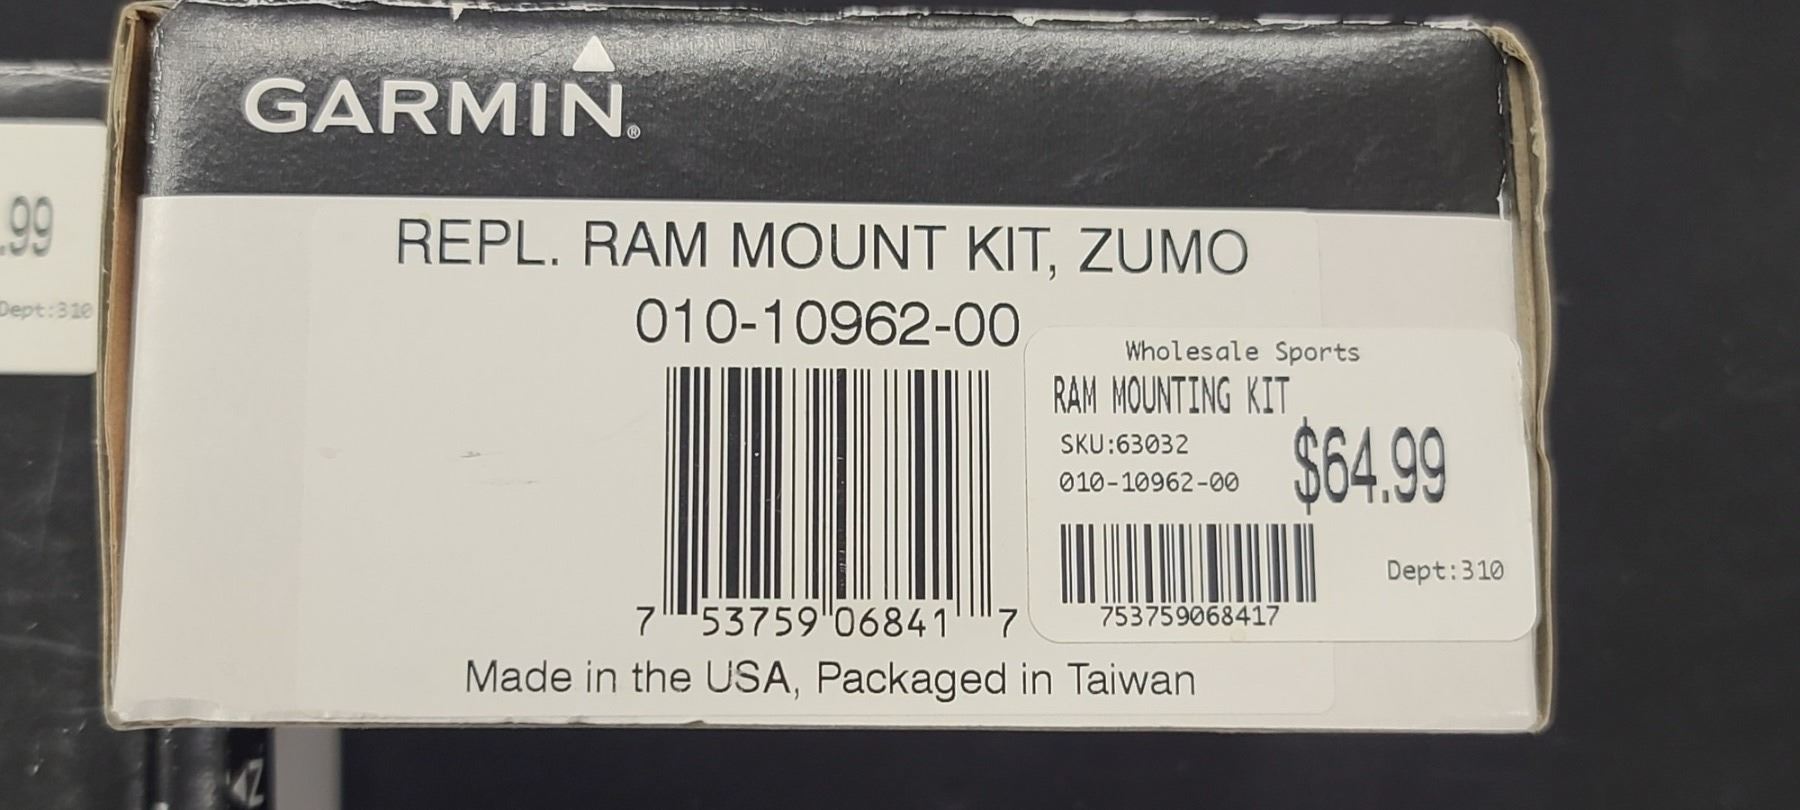 GARMIN®
REPL. RAM MOUNT KIT, ZUMO
010-10962-00
7 53759 06841 7
Made in the USA, Packaged in Taiwan
Wholesale Sports
RAM MOUNTING KIT
SKU:63032
010-10962-00
$64.99
Dept:310
753759068417
.99
Dept:310